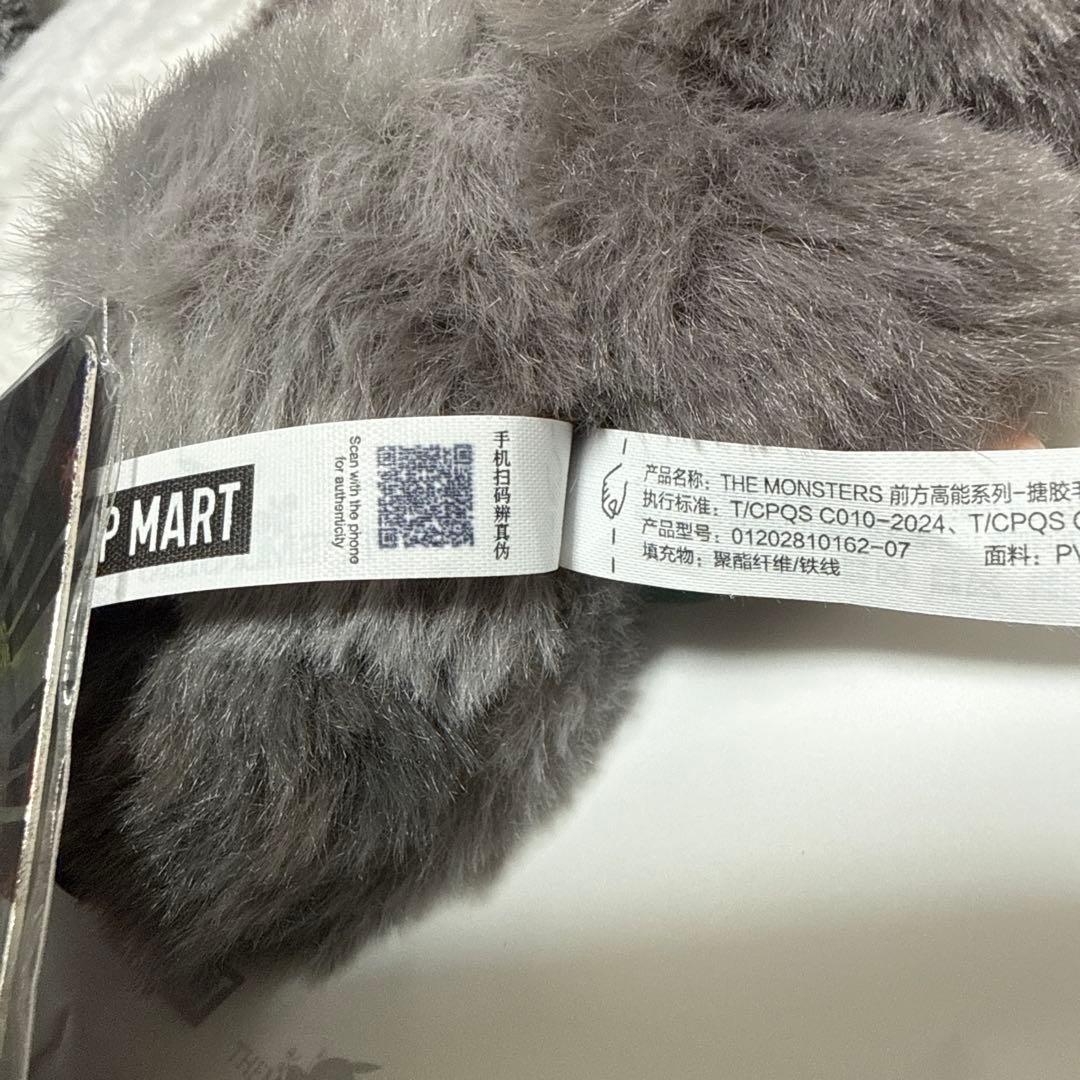 P MART
Scan with the phone
for authenticity
手机扫码辨真伪
产品名称：THE MONSTERS 前方高能系列-搪胶毛
执行标准：T/CPQS C010-2024、T/CPQS C
产品型号：01202810162-07
面料：PV
填充物：聚酯纤维/铁线
THE